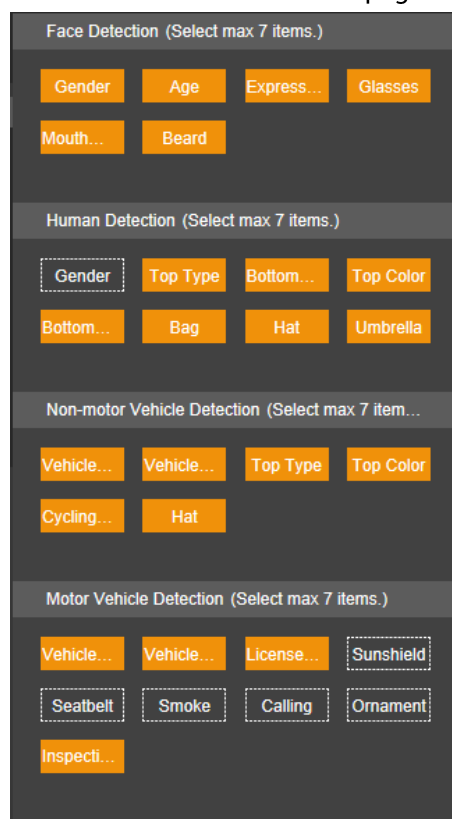 Face Detection (Select max 7 items.)
Gender Age Express... Glasses
Mouth... Beard
Human Detection (Select max 7 items.)
Gender Top Type Bottom... Top Color
Bottom... Bag Hat Umbrella
Non-motor Vehicle Detection (Select max 7 item...
Vehicle... Vehicle... Top Type Top Color
Cycling... Hat
Motor Vehicle Detection (Select max 7 items.)
Vehicle... Vehicle... License... Sunshield
Seatbelt Smoke Calling Ornament
Inspecti...